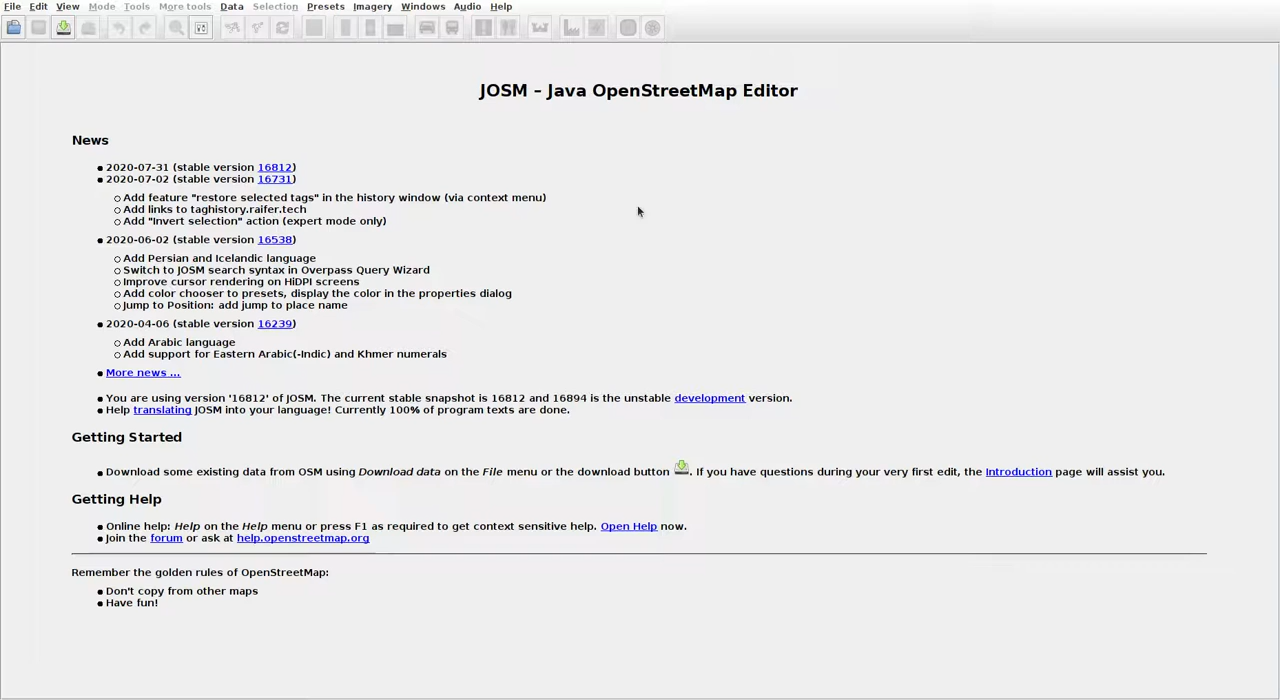 File Edit View Mode Tools More tools Data Selection Presets Imagery Windows Audio Help
JOSM – Java OpenStreetMap Editor
News
2020-07-31 (stable version 16812)
2020-07-02 (stable version 16731)
Add feature "restore selected tags" in the history window (via context menu)
Add links to taghistory.raifer.tech
Add "Invert selection" action (expert mode only)
2020-06-02 (stable version 16538)
Add Persian and Icelandic language
Switch to JOSM search syntax in Overpass Query Wizard
Improve cursor rendering on HiDPI screens
Add color chooser to presets, display the color in the properties dialog
Jump to Position: add jump to place name
2020-04-06 (stable version 16239)
Add Arabic language
Add support for Eastern Arabic(-Indic) and Khmer numerals
More news ...
You are using version '16812' of JOSM. The current stable snapshot is 16812 and 16894 is the unstable development version.
Help translating JOSM into your language! Currently 100% of program texts are done.
Getting Started
Download some existing data from OSM using Download data on the File menu or the download button . If you have questions during your very first edit, the Introduction page will assist you.
Getting Help
Online help: Help on the Help menu or press F1 as required to get context sensitive help. Open Help now.
Join the forum or ask at help.openstreetmap.org
Remember the golden rules of OpenStreetMap:
Don't copy from other maps
Have fun!